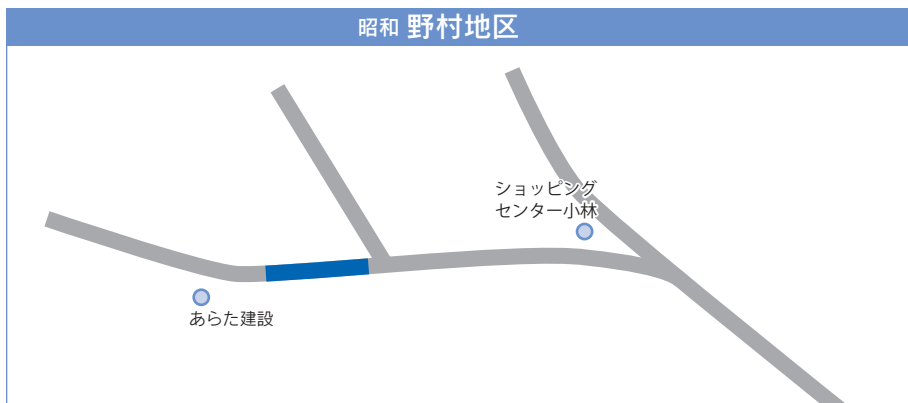 昭和 野村地区
ショッピング
センター小林
あらた建設